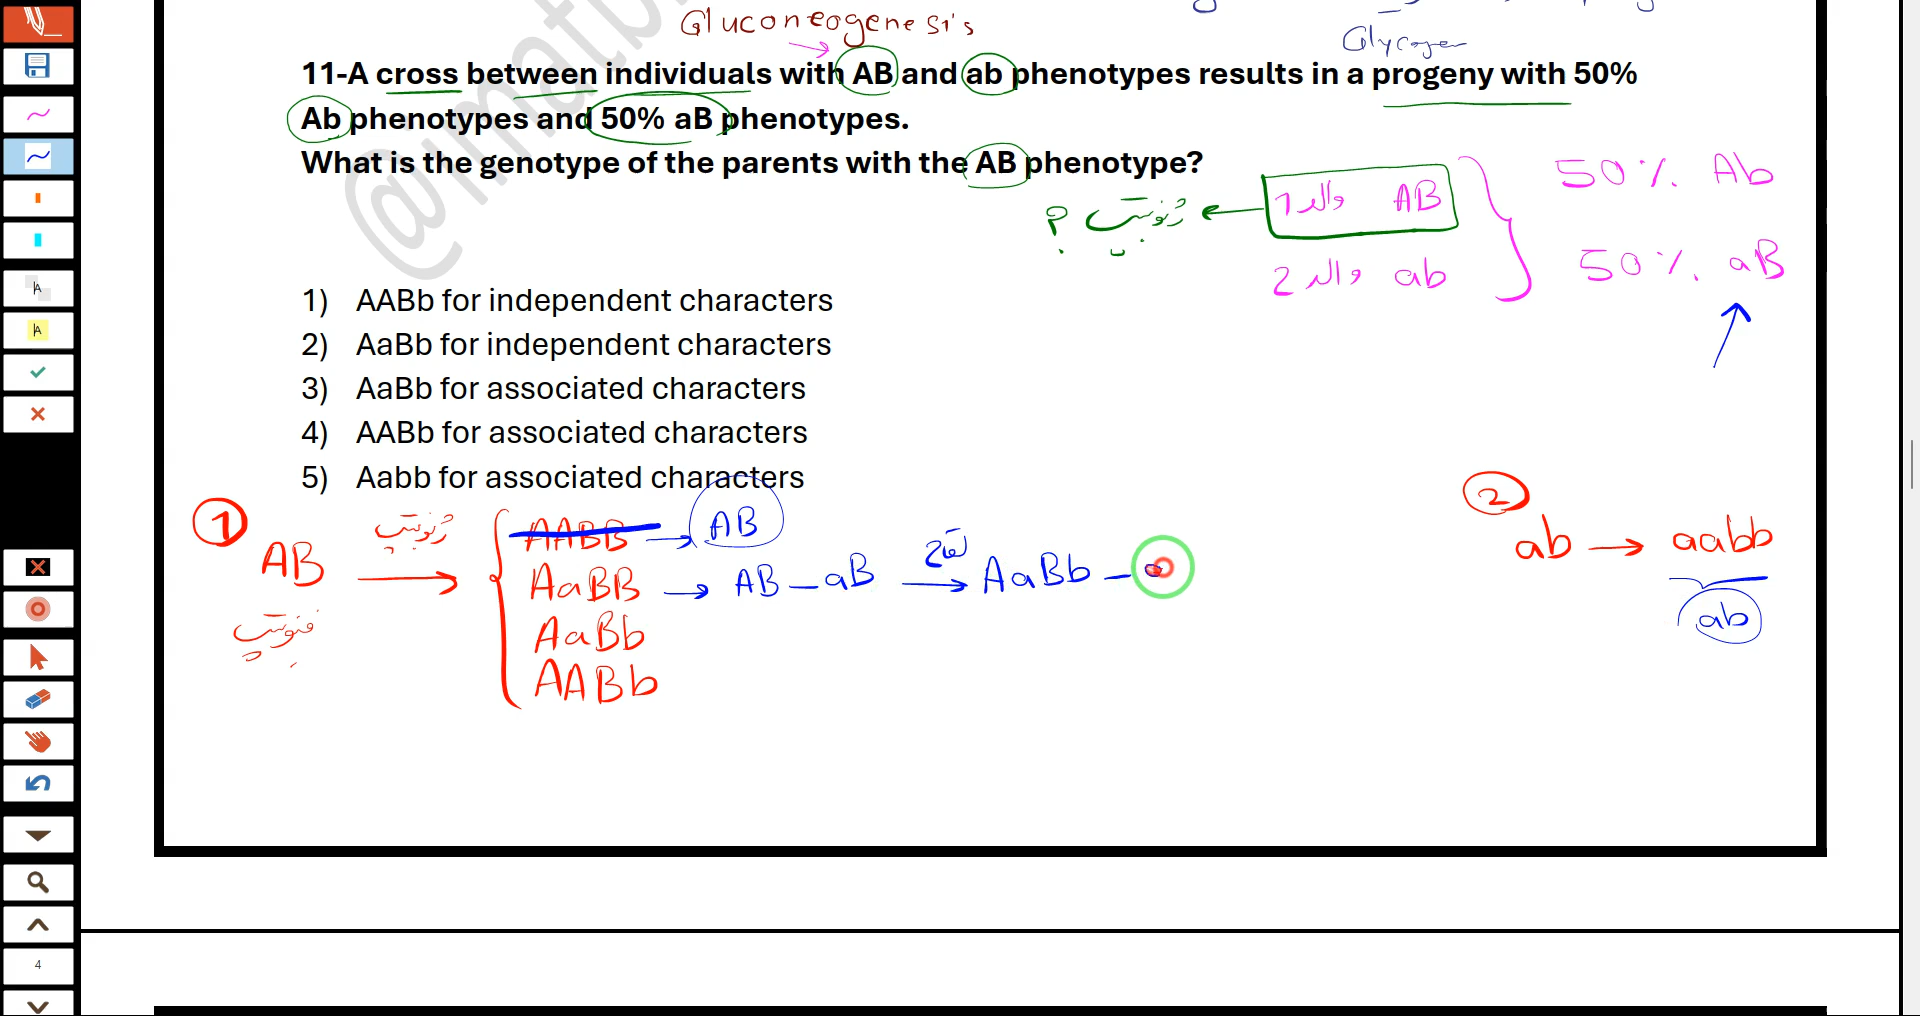 Gluconeogenesis
Glycogen
11-A cross between individuals with AB and ab phenotypes results in a progeny with 50%
Ab phenotypes and 50% aB phenotypes.
What is the genotype of the parents with the AB phenotype?
50 % Ab
والد 1 AB
ژنوتیپ ؟
50 % aB
والد 2 ab
1) AABb for independent characters
2) AaBb for independent characters
3) AaBb for associated characters
4) AABb for associated characters
5) Aabb for associated characters
1
AB
فنوتیپ
ژنوتیپ
AABB → AB
AaBB → AB - aB
لقاح 2
→ AaBb -
AaBb
AABb
2
ab → aabb
ab
A
A
4